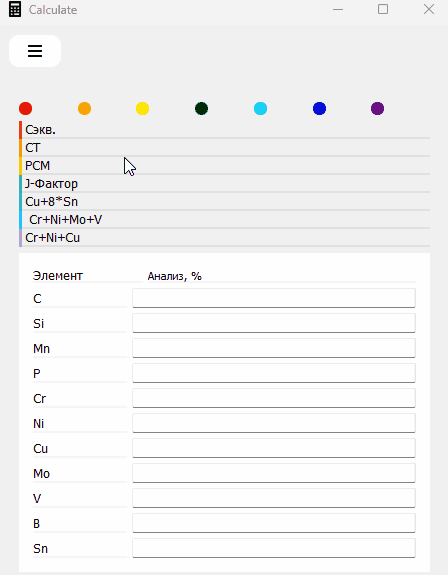 Calculate
Cэкв.
CT
PCM
J-Фактор
Cu+8*Sn
Cr+Ni+Mo+V
Cr+Ni+Cu
Элемент Анализ, %
C
Si
Mn
P
Cr
Ni
Cu
Mo
V
B
Sn